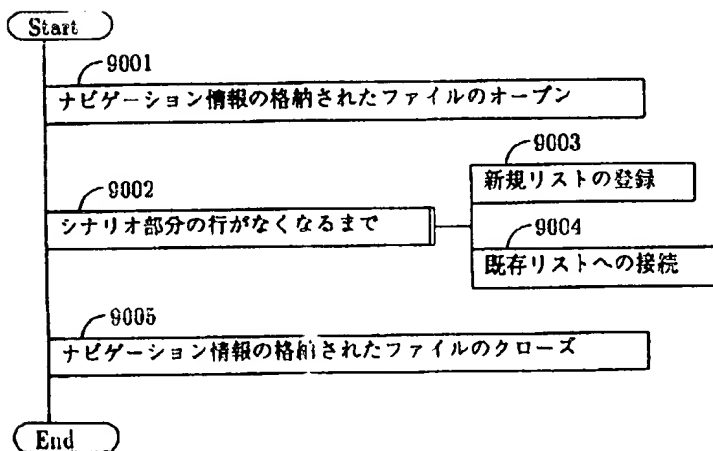 Start
9001
ナビゲーション情報の格納されたファイルのオープン
9002
シナリオ部分の行がなくなるまで
9003
新規リストの登録
9004
既存リストへの接続
9005
ナビゲーション情報の格納されたファイルのクローズ
End